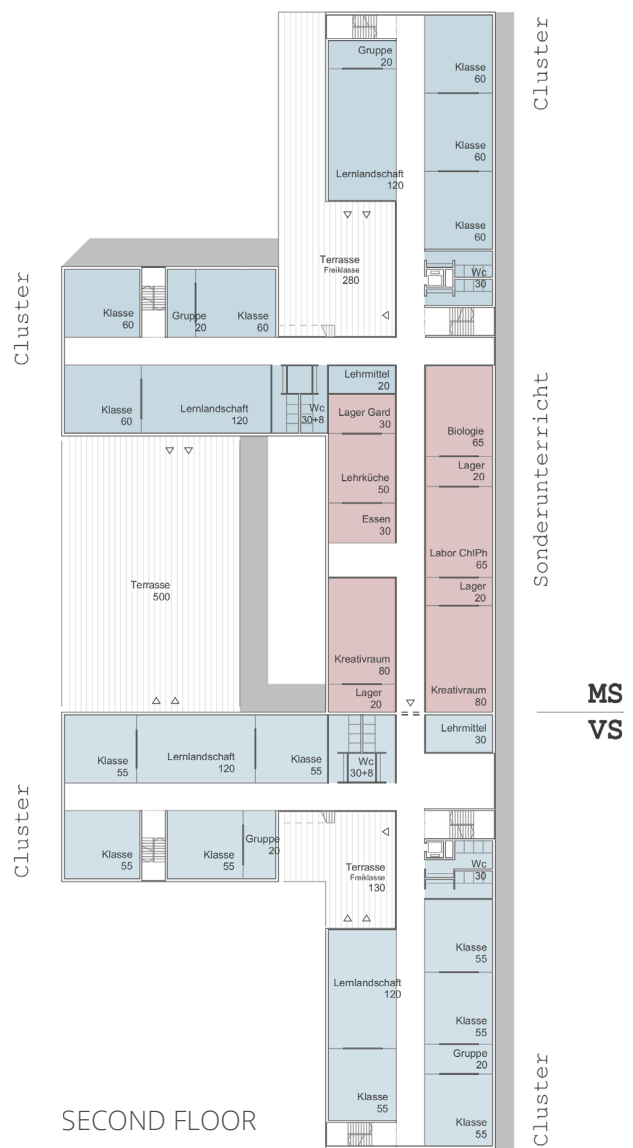 Cluster
Gruppe
20
Klasse
60
Klasse
60
Lernlandschaft
120
Klasse
60
Terrasse
Freiklasse
280
Wc
30
Cluster
Klasse
60
Gruppe
20
Klasse
60
Klasse
60
Lernlandschaft
120
Wc
30+8
Lehrmittel
20
Lager Gard
30
Lehrküche
50
Essen
30
Biologie
65
Lager
20
Labor ChIPh
65
Lager
20
Sonderunterricht
Terrasse
500
Kreativraum
80
Lager
20
Kreativraum
80
MS
VS
Lehrmittel
30
Klasse
55
Lernlandschaft
120
Klasse
55
Wc
30+8
Cluster
Klasse
55
Klasse
55
Gruppe
20
Terrasse
Freiklasse
130
Wc
30
Klasse
55
Lernlandschaft
120
Klasse
55
Gruppe
20
Klasse
55
Klasse
55
Cluster
SECOND FLOOR